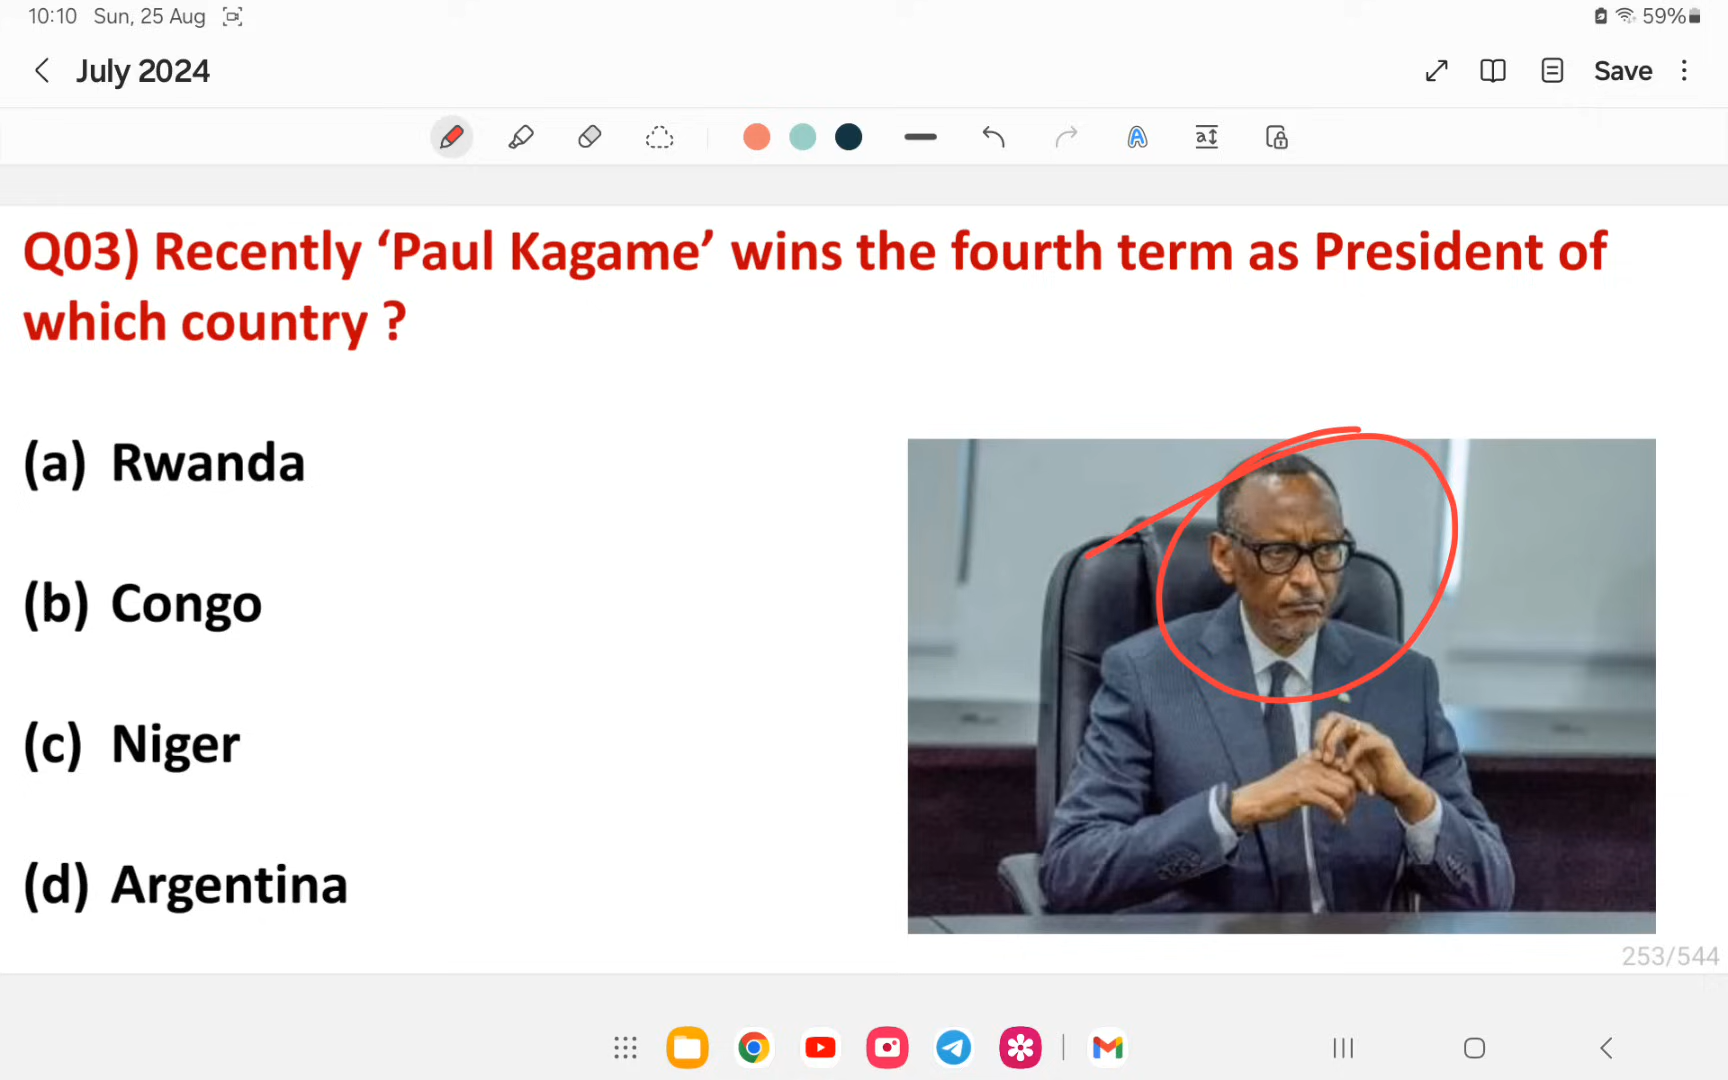 10:10 Sun, 25 Aug
59%
July 2024
Save
Q03) Recently ‘Paul Kagame’ wins the fourth term as President of
which country ?
(a) Rwanda
(b) Congo
(c) Niger
(d) Argentina
253/544